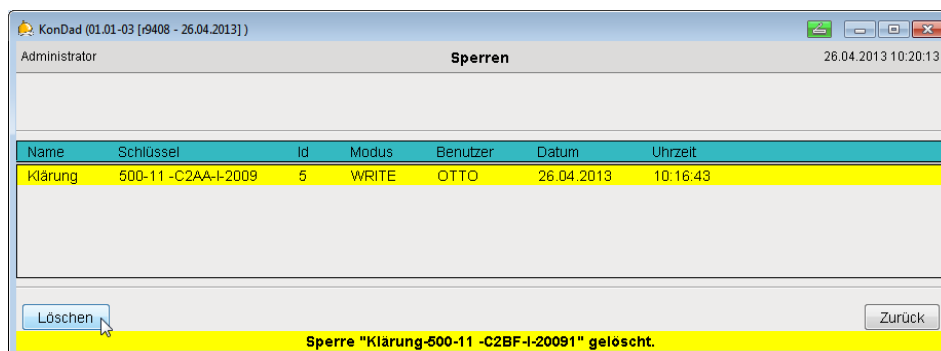 KonDad (01.01-03 [r9408 - 26.04.2013] )
Administrator Sperren 26.04.2013 10:20:13
Name Schlüssel Id Modus Benutzer Datum Uhrzeit
Klärung 500-11 -C2AA-I-2009 5 WRITE OTTO 26.04.2013 10:16:43
Löschen Zurück
Sperre "Klärung-500-11 -C2BF-I-20091" gelöscht.